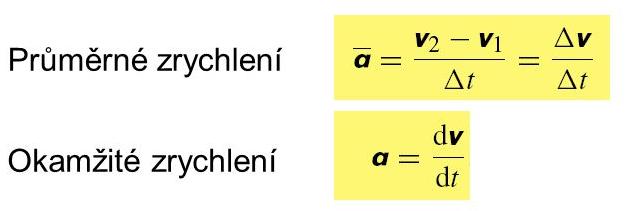 Průměrné zrychlení a̅ = (v₂ − v₁)/Δt = Δv/Δt
Okamžité zrychlení a = dv/dt